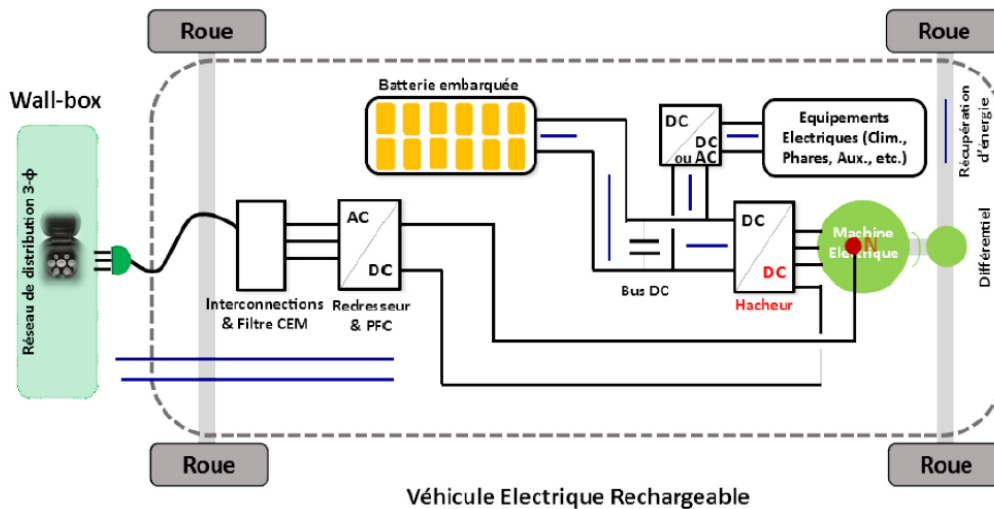 Roue
Roue
Wall-box
Réseau de distribution 3-ф
Batterie embarquée
DC
DC
ou AC
Equipements
Electriques (Clim.,
Phares, Aux., etc.)
Récupération
d'énergie
AC
DC
DC
DC
Machine
Electrique
N
Différentiel
Bus DC
Hacheur
Interconnections
& Filtre CEM
Redresseur
& PFC
Roue
Roue
Véhicule Electrique Rechargeable